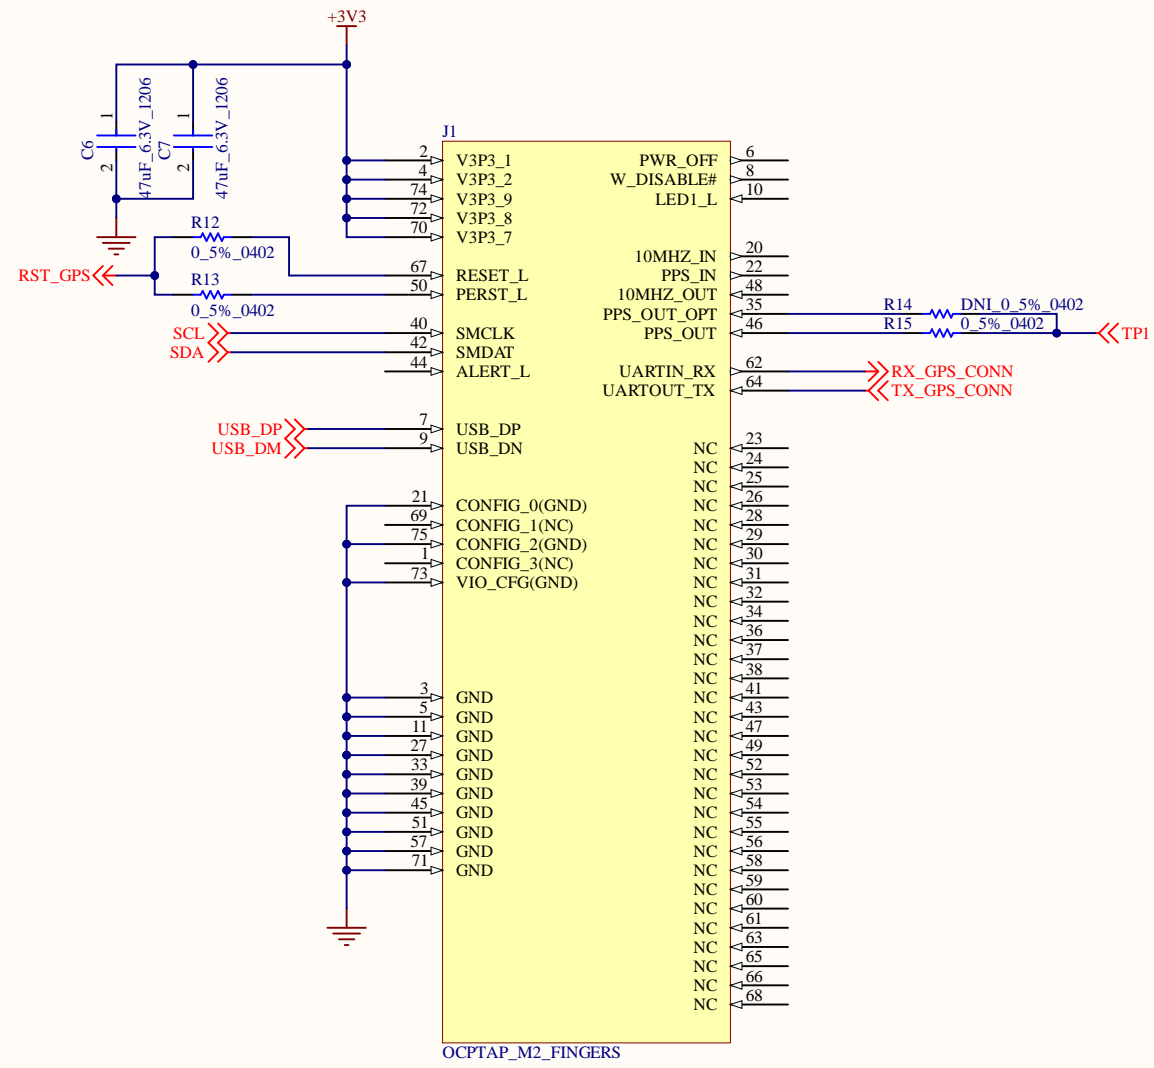 +3V3
C6
1
2
47uF_6.3V_1206
C7
1
2
47uF_6.3V_1206
J1
2 V3P3_1
4 V3P3_2
74 V3P3_9
72 V3P3_8
70 V3P3_7
R12
0_5%_0402
RST_GPS
R13
0_5%_0402
67 RESET_L
50 PERST_L
SCL 40 SMCLK
SDA 42 SMDAT
44 ALERT_L
USB_DP 7 USB_DP
USB_DM 9 USB_DN
21 CONFIG_0(GND)
69 CONFIG_1(NC)
75 CONFIG_2(GND)
1 CONFIG_3(NC)
73 VIO_CFG(GND)
3 GND
5 GND
11 GND
27 GND
33 GND
39 GND
45 GND
51 GND
57 GND
71 GND
PWR_OFF 6
W_DISABLE# 8
LED1_L 10
10MHZ_IN 20
PPS_IN 22
10MHZ_OUT 48
PPS_OUT_OPT 35 R14 DNI_0_5%_0402
PPS_OUT 46 R15 0_5%_0402 TP1
UARTIN_RX 62 RX_GPS_CONN
UARTOUT_TX 64 TX_GPS_CONN
NC 23
NC 24
NC 25
NC 26
NC 28
NC 29
NC 30
NC 31
NC 32
NC 34
NC 36
NC 37
NC 38
NC 41
NC 43
NC 47
NC 49
NC 52
NC 53
NC 54
NC 55
NC 56
NC 58
NC 59
NC 60
NC 61
NC 63
NC 65
NC 66
NC 68
OCPTAP_M2_FINGERS